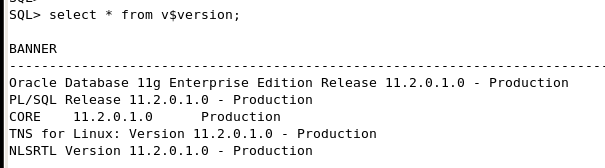 SQL> select * from v$version;
BANNER
--------------------------------------------------------------------------------
Oracle Database 11g Enterprise Edition Release 11.2.0.1.0 - Production
PL/SQL Release 11.2.0.1.0 - Production
CORE    11.2.0.1.0      Production
TNS for Linux: Version 11.2.0.1.0 - Production
NLSRTL Version 11.2.0.1.0 - Production